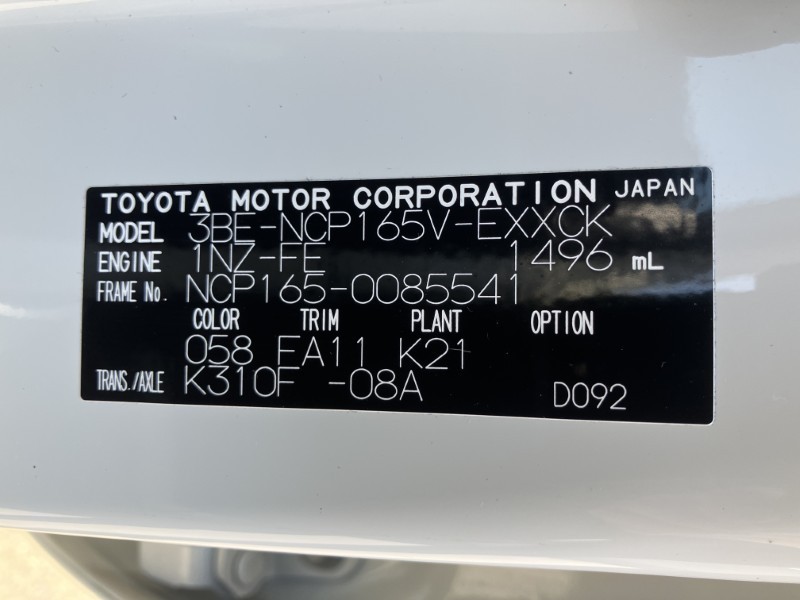 TOYOTA MOTOR CORPORATION JAPAN
MODEL 3BE-NCP165V-EXXCK
ENGINE 1NZ-FE 1496 mL
FRAME No. NCP165-0085541
COLOR TRIM PLANT OPTION
058 FA11 K21
TRANS./AXLE K310F -08A D092